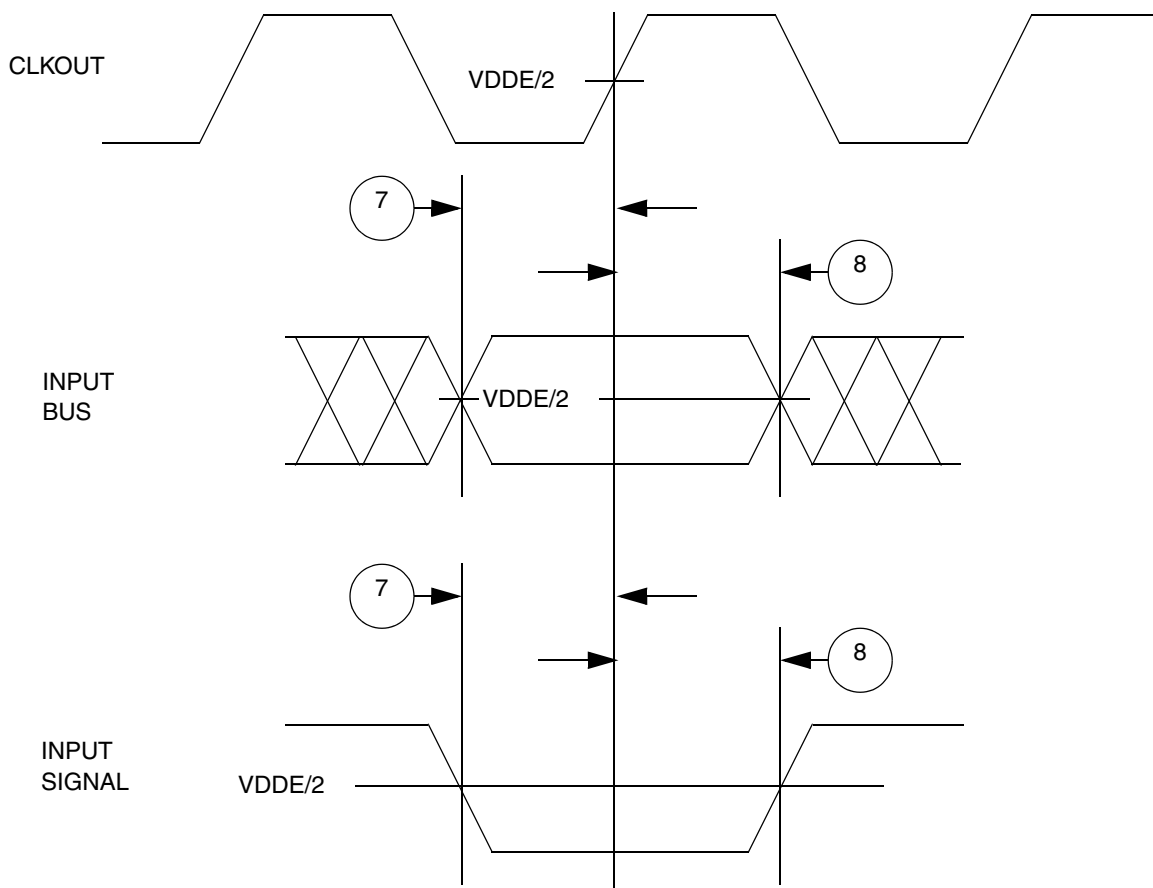 CLKOUT
VDDE/2
7
8
INPUT
BUS
VDDE/2
7
8
INPUT
SIGNAL
VDDE/2